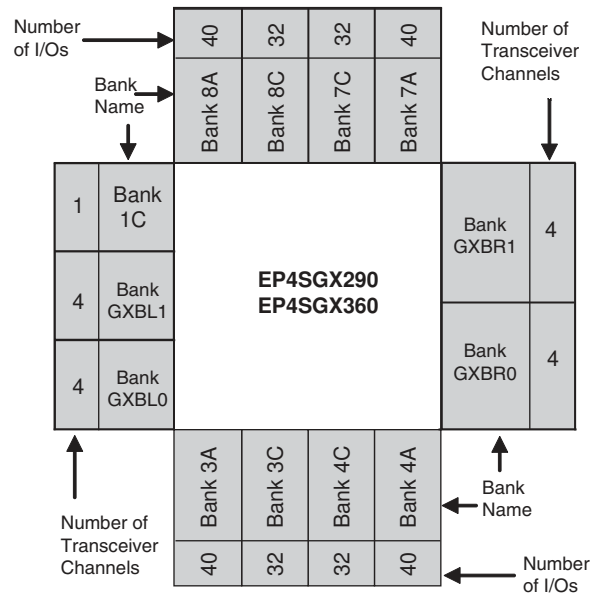 Number
of I/Os
40
32
32
40
Number of
Transceiver
Channels
Bank
Name
Bank 8A
Bank 8C
Bank 7C
Bank 7A
1
Bank
1C
4
Bank
GXBL1
4
Bank
GXBL0
EP4SGX290
EP4SGX360
Bank
GXBR1
4
Bank
GXBR0
4
Bank 3A
Bank 3C
Bank 4C
Bank 4A
Bank
Name
Number of
Transceiver
Channels
40
32
32
40
Number
of I/Os